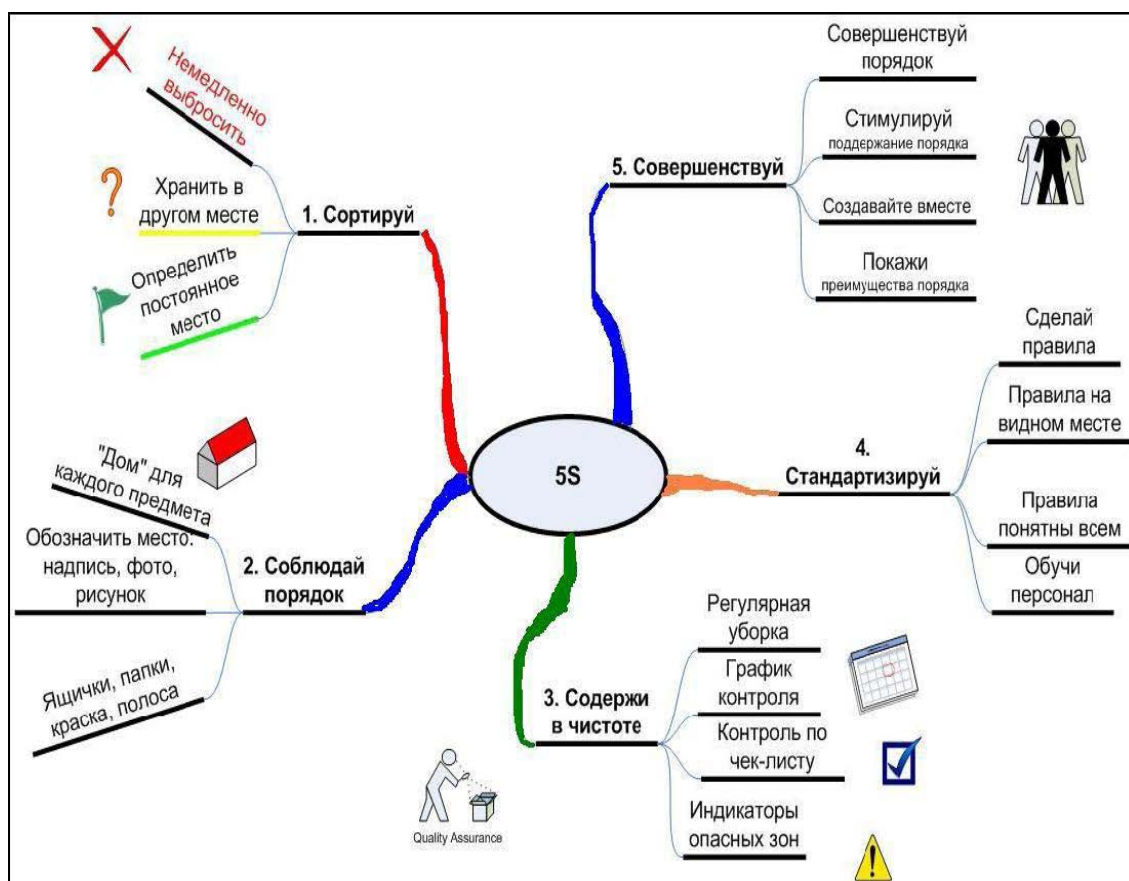 5S
1. Сортируй
Немедленно
выбросить
Хранить в
другом месте
Определить
постоянное
место
2. Соблюдай
порядок
"Дом" для
каждого предмета
Обозначить место:
надпись, фото,
рисунок
Ящички, папки,
краска, полоса
3. Содержи
в чистоте
Регулярная
уборка
График
контроля
Контроль по
чек-листу
Индикаторы
опасных зон
Quality Assurance
4.
Стандартизируй
Сделай
правила
Правила на
видном месте
Правила
понятны всем
Обучи
персонал
5. Совершенствуй
Совершенствуй
порядок
Стимулируй
поддержание порядка
Создавайте вместе
Покажи
преимущества порядка